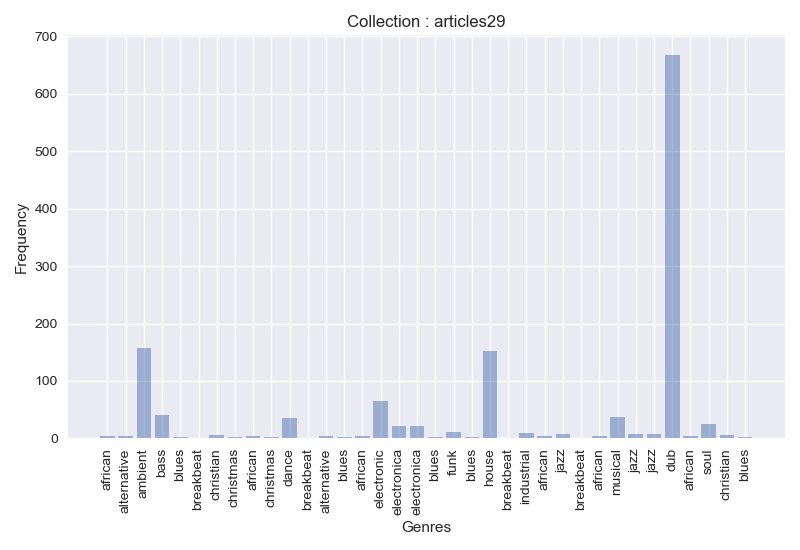 Collection : articles29
700
600
500
400
300
200
100
0
Frequency
african
alternative
ambient
bass
blues
breakbeat
christian
christmas
african
christmas
dance
breakbeat
alternative
blues
african
electronic
electronica
electronica
blues
funk
blues
house
breakbeat
industrial
african
jazz
breakbeat
african
musical
jazz
jazz
dub
african
soul
christian
blues
Genres